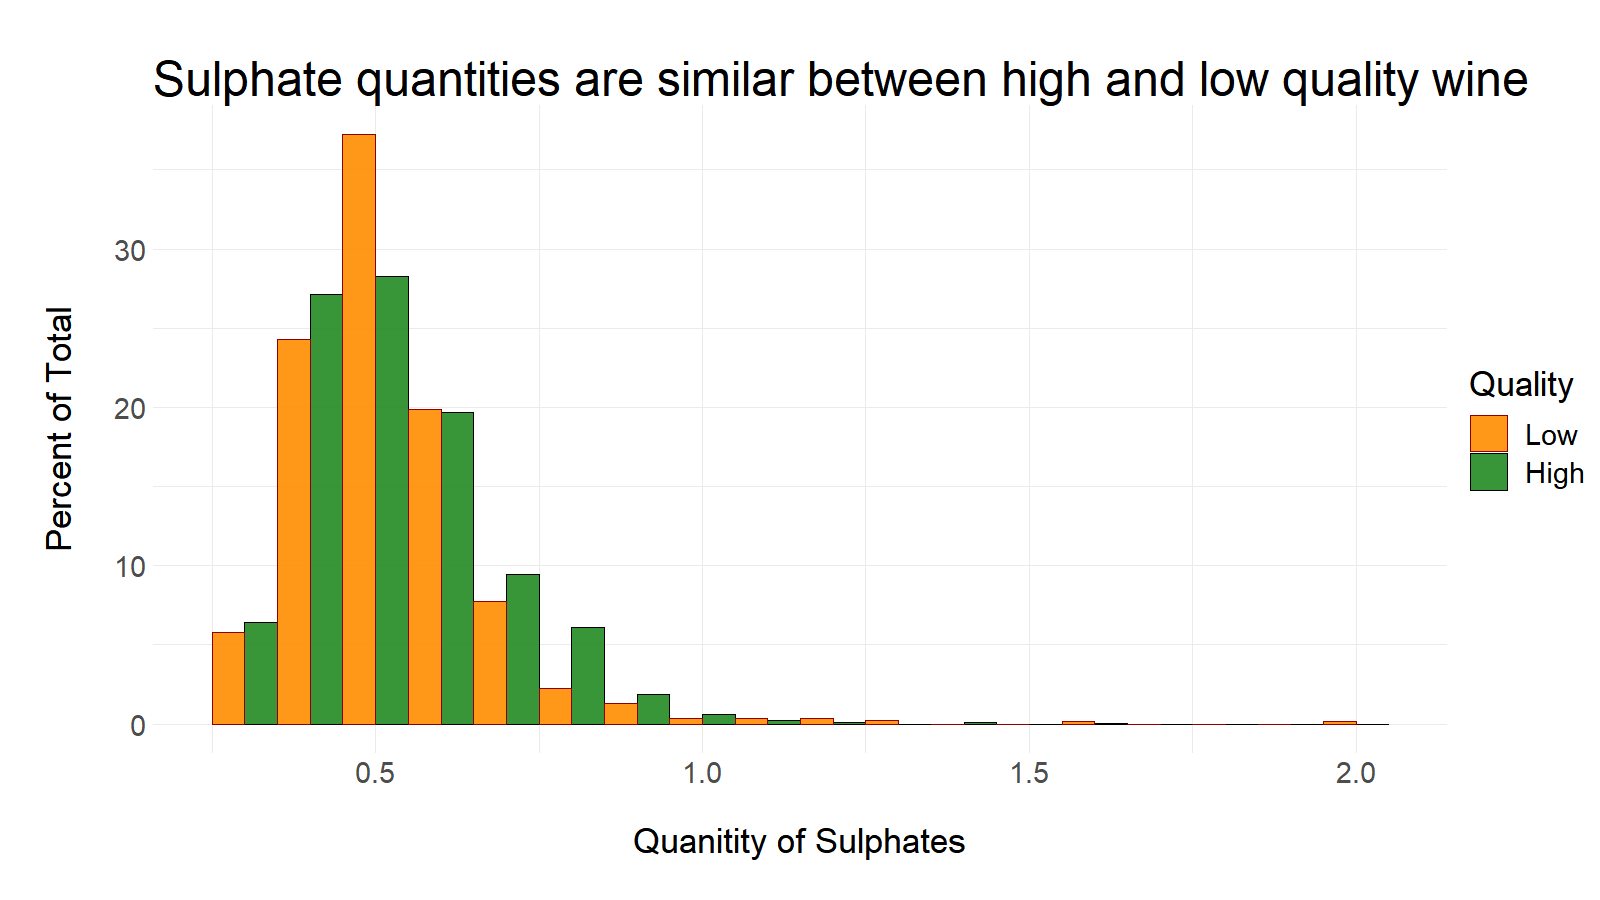 Sulphate quantities are similar between high and low quality wine
30
20
10
0
Percent of Total
0.5 1.0 1.5 2.0
Quanitity of Sulphates
Quality
Low
High